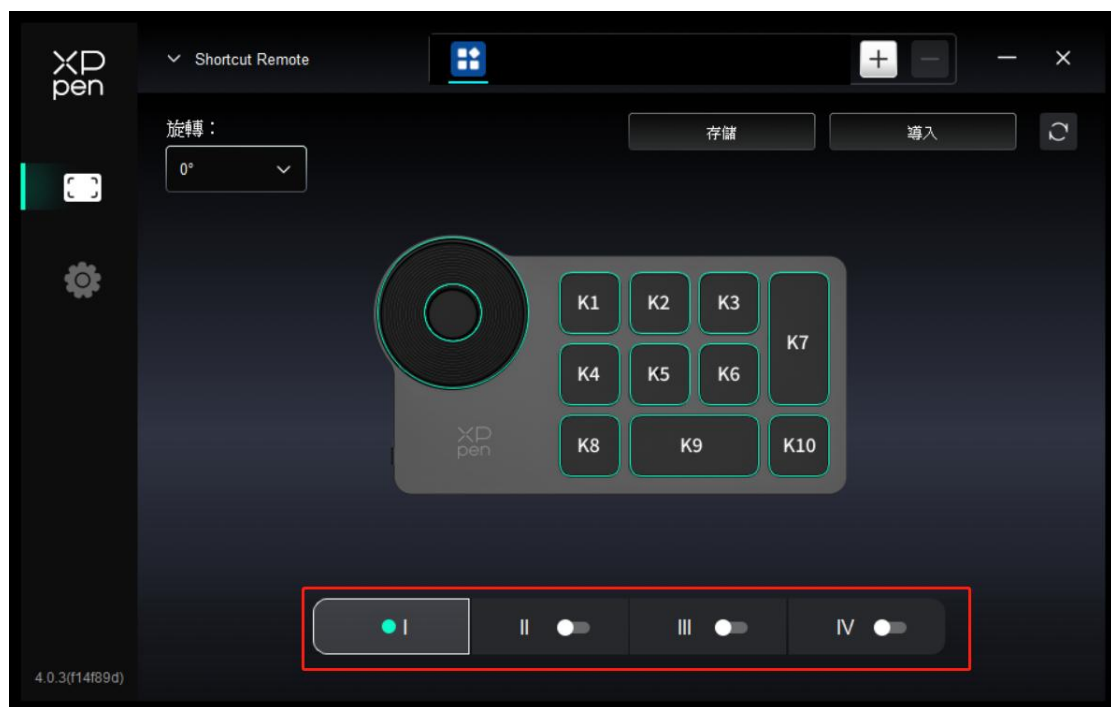 XP
pen
Shortcut Remote
旋轉：
存儲
導入
0°
K1 K2 K3
K7
K4 K5 K6
XP
pen
K8 K9 K10
I II III IV
4.0.3(f14f89d)